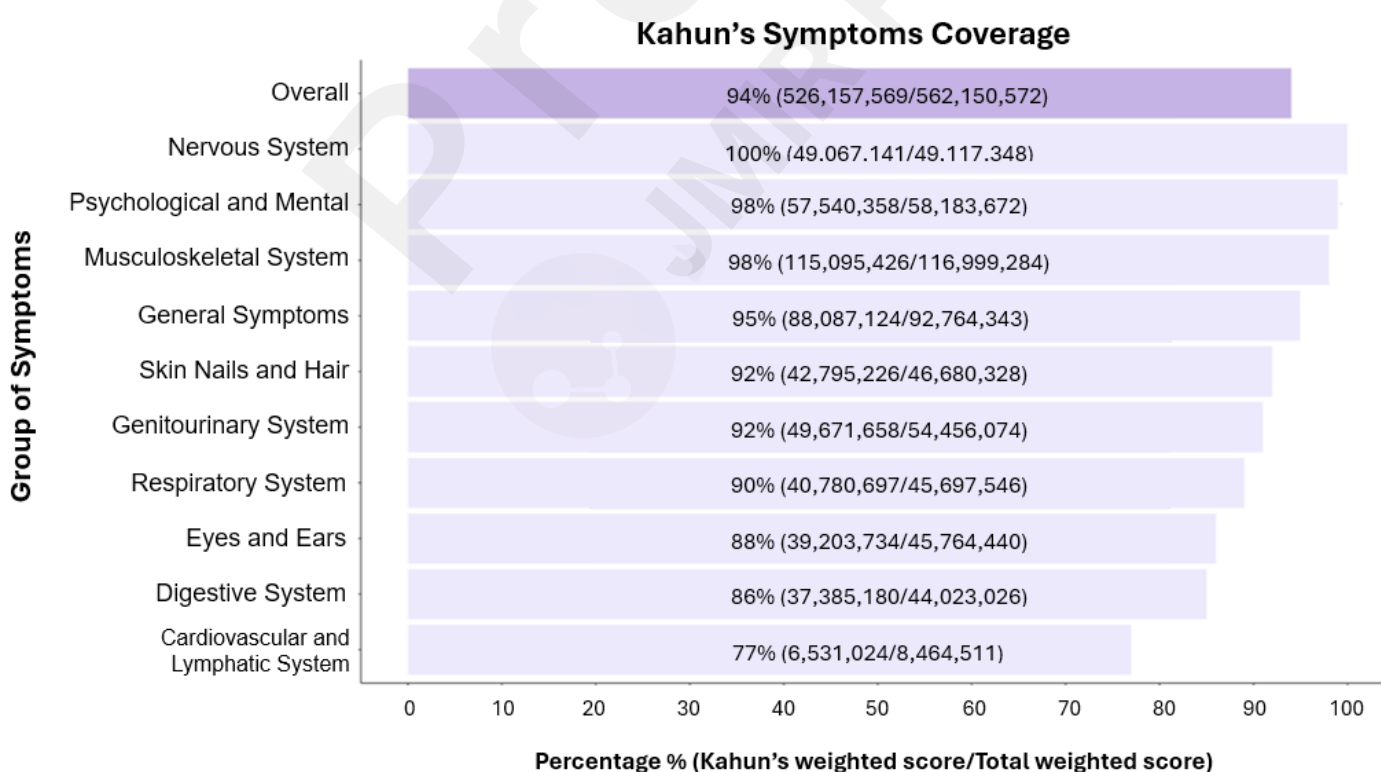 Kahun’s Symptoms Coverage
Overall
94% (526,157,569/562,150,572)
Nervous System
100% (49.067.141/49.117.348)
Psychological and Mental
98% (57,540,358/58,183,672)
Musculoskeletal System
98% (115,095,426/116,999,284)
General Symptoms
95% (88,087,124/92,764,343)
Skin Nails and Hair
92% (42,795,226/46,680,328)
Genitourinary System
92% (49,671,658/54,456,074)
Respiratory System
90% (40,780,697/45,697,546)
Eyes and Ears
88% (39,203,734/45,764,440)
Digestive System
86% (37,385,180/44,023,026)
Cardiovascular and
Lymphatic System
77% (6,531,024/8,464,511)
Group of Symptoms
0 10 20 30 40 50 60 70 80 90 100
Percentage % (Kahun’s weighted score/Total weighted score)
JMIR